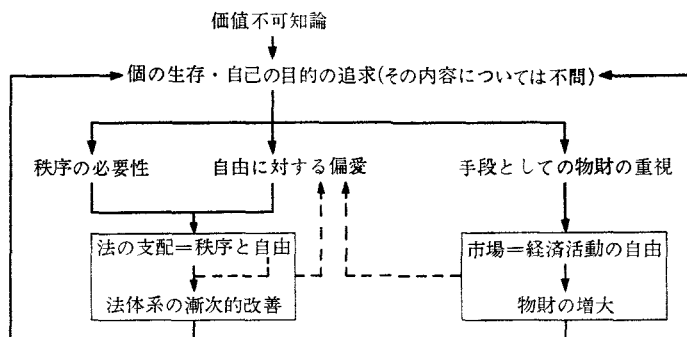 価値不可知論
個の生存・自己の目的の追求(その内容については不問)
秩序の必要性
自由に対する偏愛
手段としての物財の重視
法の支配=秩序と自由
市場=経済活動の自由
法体系の漸次的改善
物財の増大